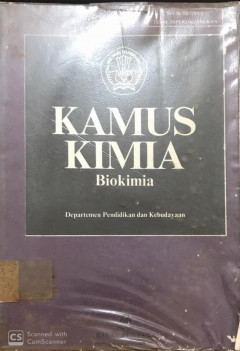 KAMUS
KIMIA
Biokimia
Departemen Pendidikan dan Kebudayaan
CS
Scanned with
CamScanner